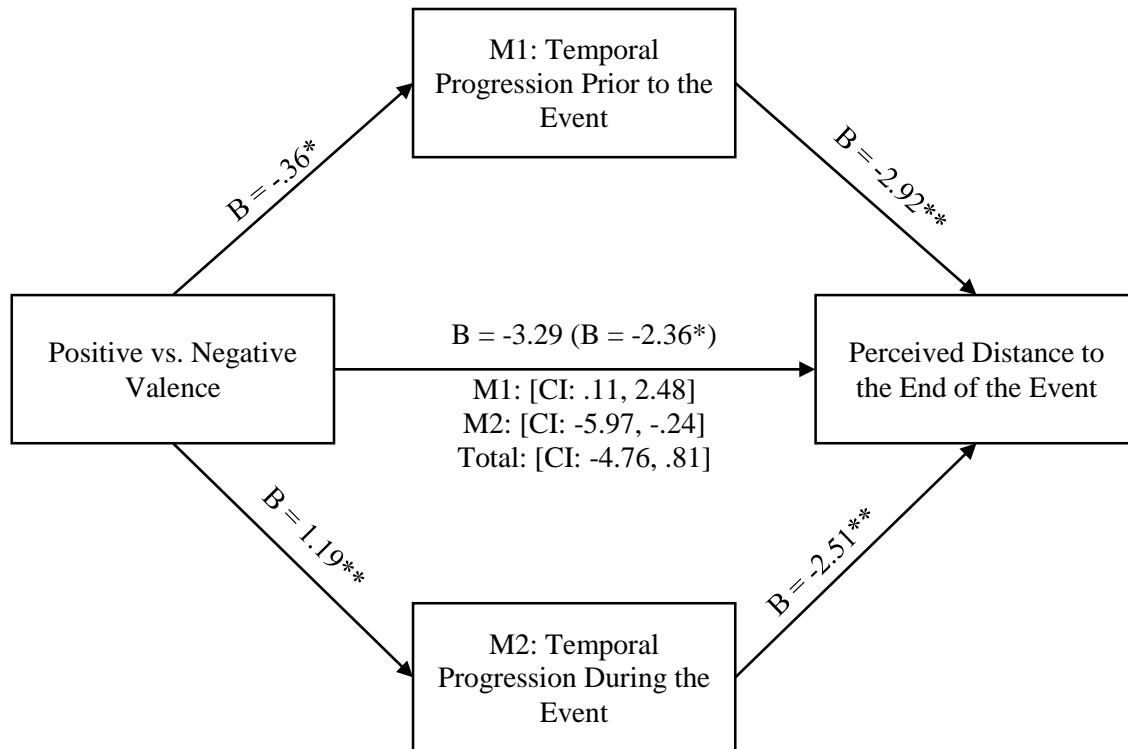 M1: Temporal
Progression Prior to the
Event
B = -.36*
B = -2.92**
Positive vs. Negative
Valence
B = -3.29 (B = -2.36*)
M1: [CI: .11, 2.48]
M2: [CI: -5.97, -.24]
Total: [CI: -4.76, .81]
Perceived Distance to
the End of the Event
B = 1.19**
B = -2.51**
M2: Temporal
Progression During the
Event